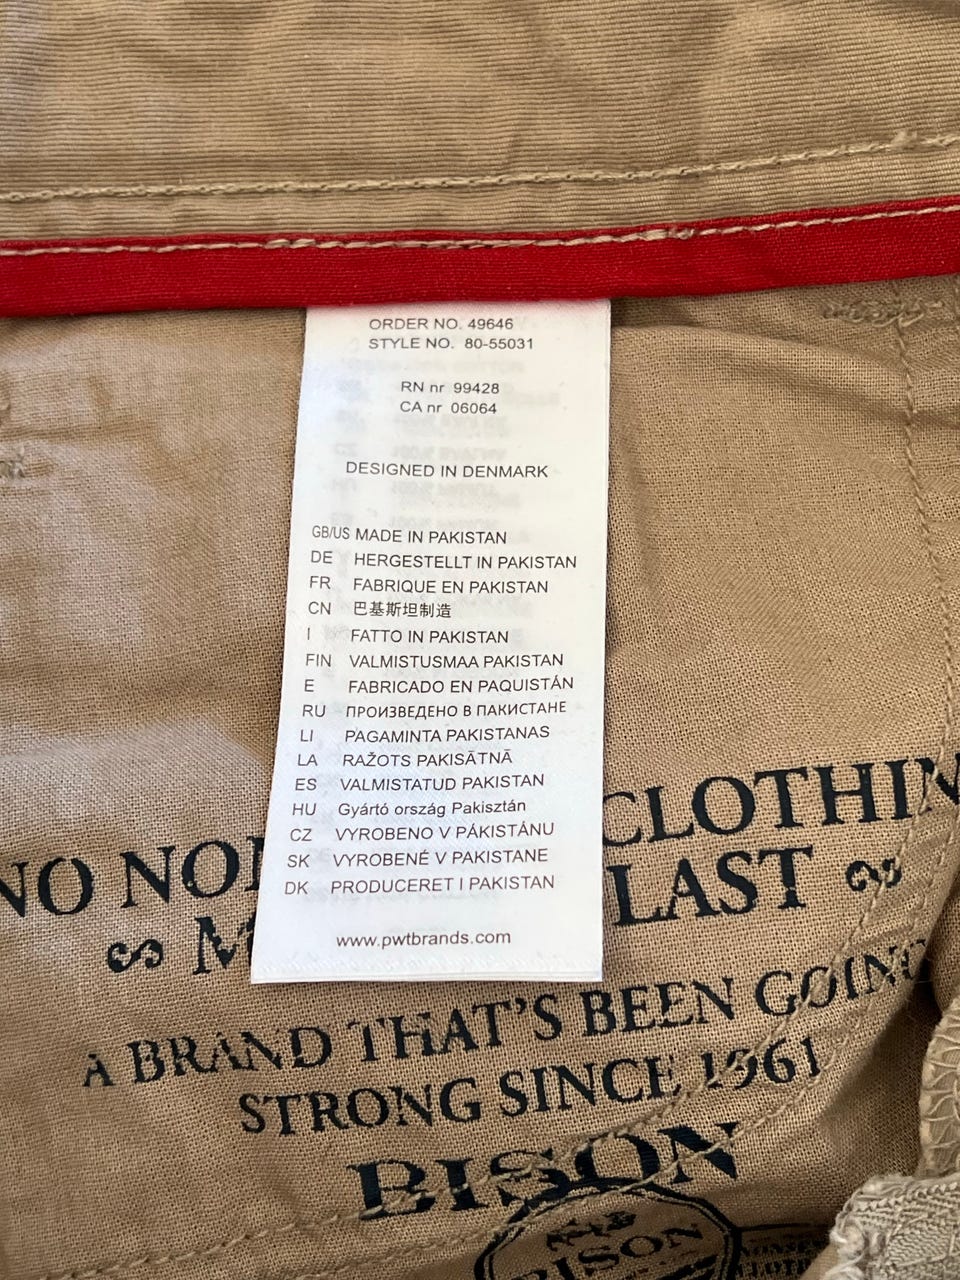 ORDER NO. 49646
STYLE NO. 80-55031
RN nr 99428
CA nr 06064
DESIGNED IN DENMARK
GB/US MADE IN PAKISTAN
DE HERGESTELLT IN PAKISTAN
FR FABRIQUE EN PAKISTAN
CN 巴基斯坦制造
I FATTO IN PAKISTAN
FIN VALMISTUSMAA PAKISTAN
E FABRICADO EN PAQUISTÁN
RU ПРОИЗВЕДЕНО В ПАКИСТАНЕ
LI PAGAMINTA PAKISTANAS
LA RAŽOTS PAKISĀTNĀ
ES VALMISTATUD PAKISTAN
HU Gyártó ország Pakisztán
CZ VYROBENO V PÁKISTÁNU
SK VYROBENÉ V PAKISTANE
DK PRODUCERET I PAKISTAN
www.pwtbrands.com
NO CLOTHIN
LAST
A BRAND THAT'S BEEN GOING
STRONG SINCE 1961
BISON
BISON